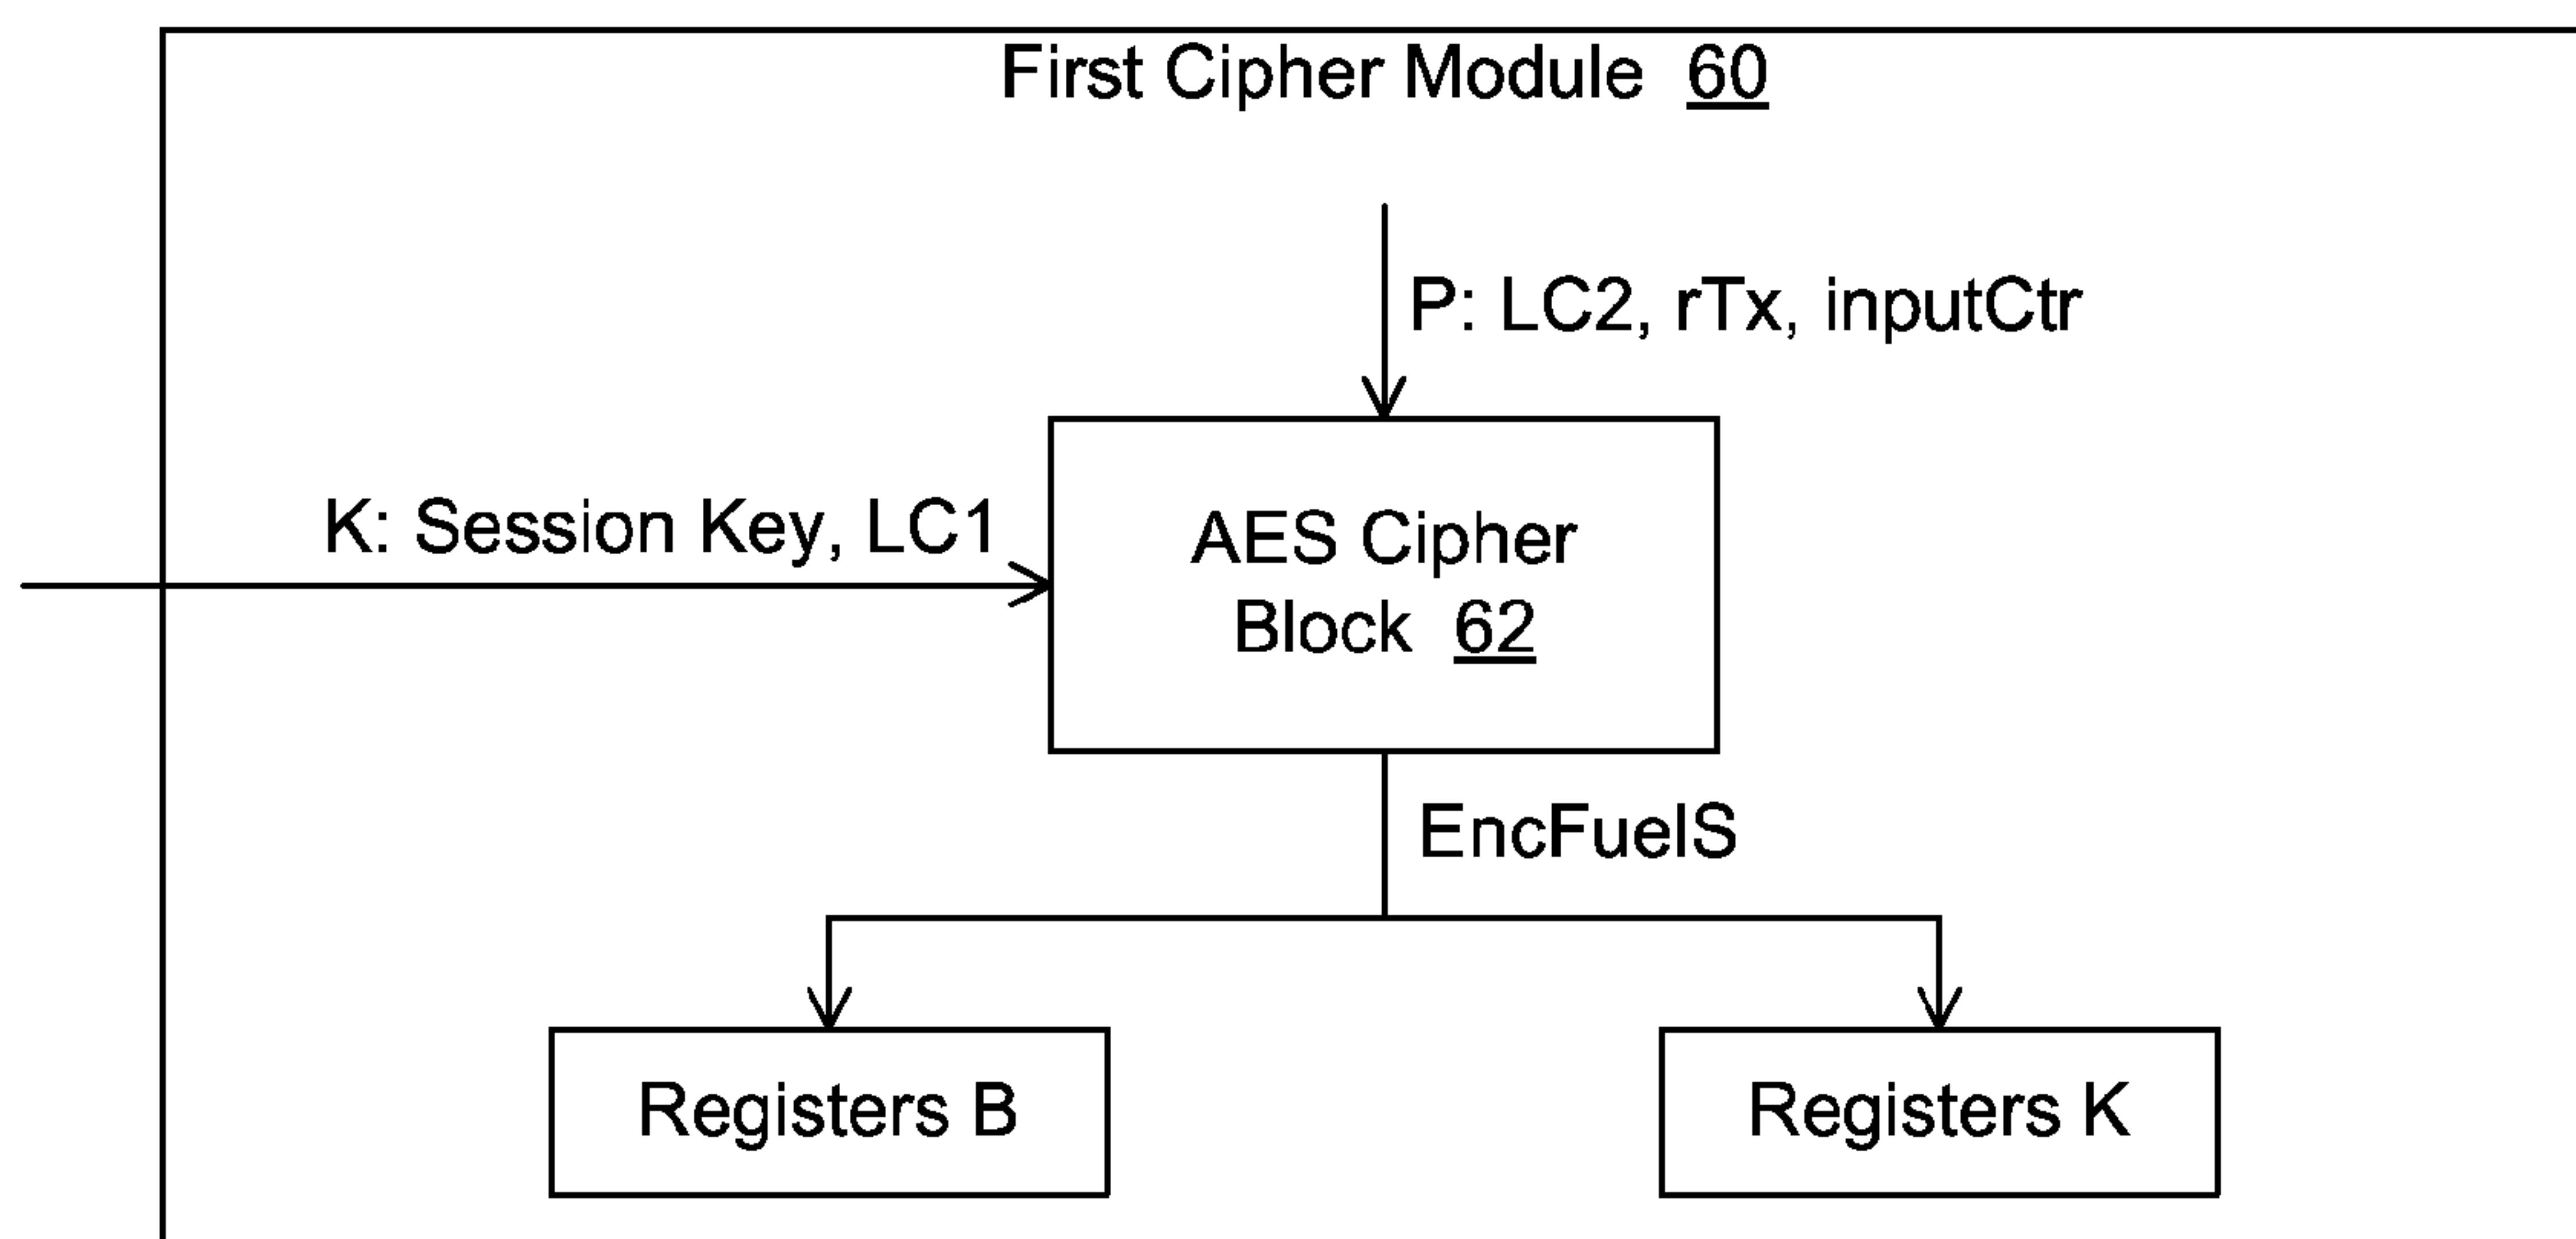 First Cipher Module 60
P: LC2, rTx, inputCtr
K: Session Key, LC1
AES Cipher
Block 62
EncFuelS
Registers B
Registers K